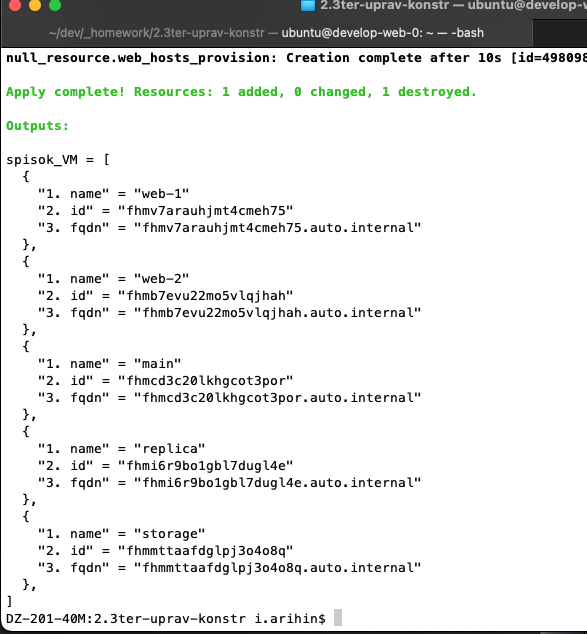 2.3ter-uprav-konstr — ubuntu@develop-w
~/dev/_homework/2.3ter-uprav-konstr — ubuntu@develop-web-0: ~ — -bash
null_resource.web_hosts_provision: Creation complete after 10s [id=498098
Apply complete! Resources: 1 added, 0 changed, 1 destroyed.
Outputs:
spisok_VM = [
  {
    "1. name" = "web-1"
    "2. id" = "fhmv7arauhjmt4cmeh75"
    "3. fqdn" = "fhmv7arauhjmt4cmeh75.auto.internal"
  },
  {
    "1. name" = "web-2"
    "2. id" = "fhmb7evu22mo5vlqjhah"
    "3. fqdn" = "fhmb7evu22mo5vlqjhah.auto.internal"
  },
  {
    "1. name" = "main"
    "2. id" = "fhmcd3c20lkhgcot3por"
    "3. fqdn" = "fhmcd3c20lkhgcot3por.auto.internal"
  },
  {
    "1. name" = "replica"
    "2. id" = "fhmi6r9bo1gbl7dugl4e"
    "3. fqdn" = "fhmi6r9bo1gbl7dugl4e.auto.internal"
  },
  {
    "1. name" = "storage"
    "2. id" = "fhmmttaafdglpj3o4o8q"
    "3. fqdn" = "fhmmttaafdglpj3o4o8q.auto.internal"
  },
]
DZ-201-40M:2.3ter-uprav-konstr i.arihin$